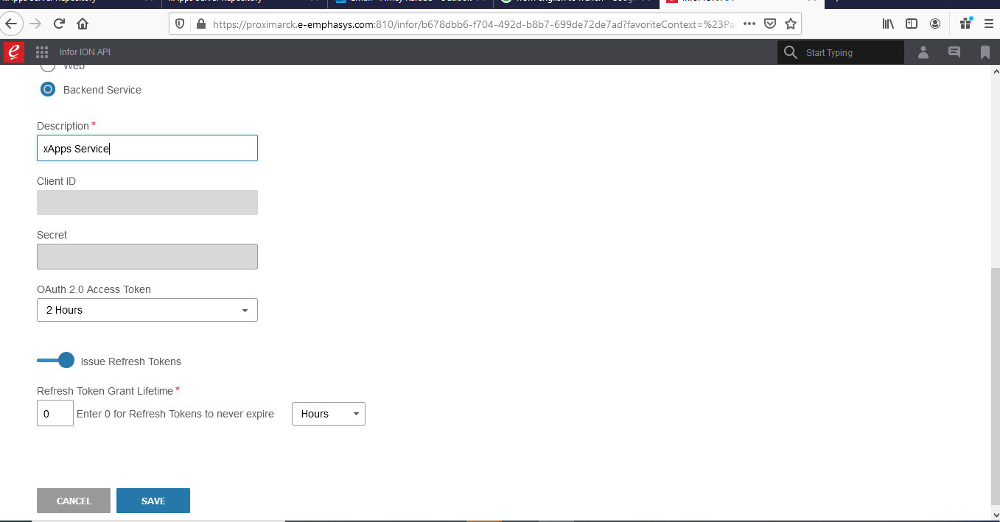 https://proximarck.e-emphasys.com:810/infor/b678dbb6-f704-492d-b8b7-699de72de7ad?favoriteContext=%23Pa
Infor ION API
Start Typing
Web
Backend Service
Description *
xApps Service
Client ID
Secret
OAuth 2.0 Access Token
2 Hours
Issue Refresh Tokens
Refresh Token Grant Lifetime *
0 Enter 0 for Refresh Tokens to never expire Hours
CANCEL SAVE